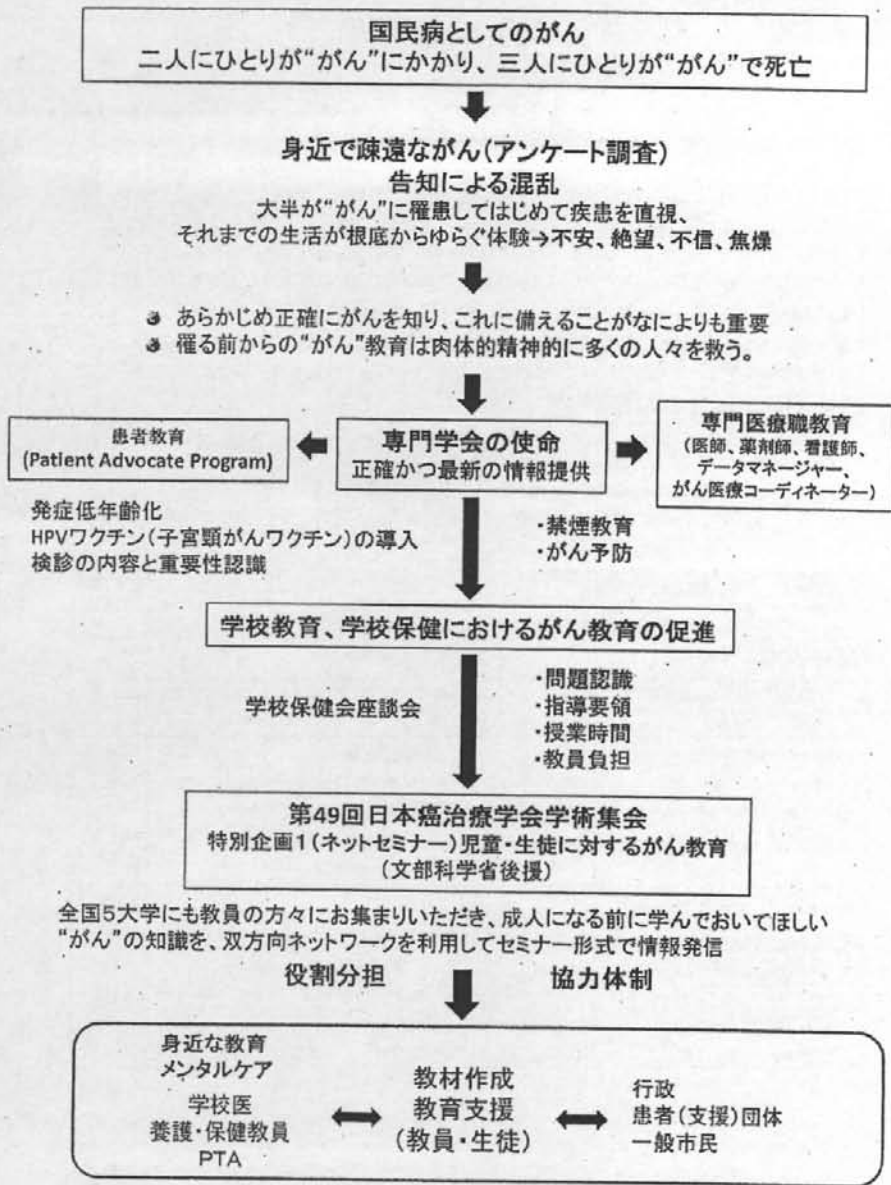 国民病としてのがん
二人にひとりが“がん”にかかり、三人にひとりが“がん”で死亡
身近で疎遠ながん(アンケート調査)
告知による混乱
大半が“がん”に罹患してはじめて疾患を直視、
それまでの生活が根底からゆらぐ体験→不安、絶望、不信、焦燥
あらかじめ正確にがんを知り、これに備えることがなによりも重要
罹る前からの“がん”教育は肉体的精神的に多くの人々を救う。
患者教育
(Patient Advocate Program)
専門学会の使命
正確かつ最新の情報提供
専門医療職教育
(医師、薬剤師、看護師、
データマネージャー、
がん医療コーディネーター)
発症低年齢化
HPVワクチン(子宮頸がんワクチン)の導入
検診の内容と重要性認識
・禁煙教育
・がん予防
学校教育、学校保健におけるがん教育の促進
学校保健会座談会
・問題認識
・指導要領
・授業時間
・教員負担
第49回日本癌治療学会学術集会
特別企画1(ネットセミナー)児童・生徒に対するがん教育
(文部科学省後援)
全国5大学にも教員の方々にお集まりいただき、成人になる前に学んでおいてほしい
“がん”の知識を、双方向ネットワークを利用してセミナー形式で情報発信
役割分担 協力体制
身近な教育
メンタルケア
学校医
養護・保健教員
PTA
教材作成
教育支援
(教員・生徒)
行政
患者(支援)団体
一般市民